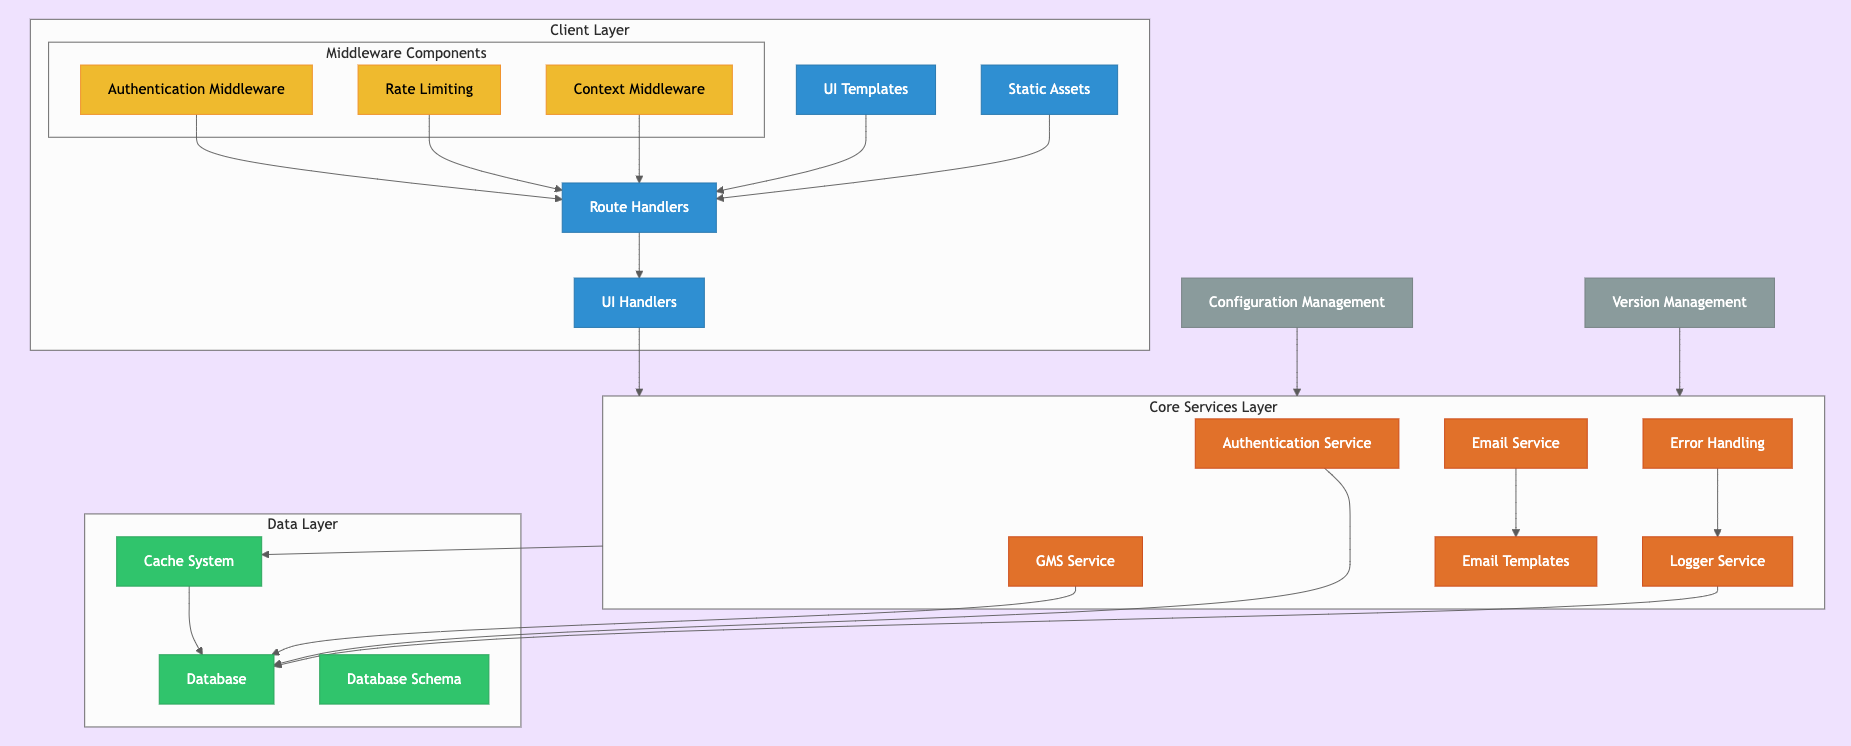 Client Layer
Middleware Components
Authentication Middleware
Rate Limiting
Context Middleware
UI Templates
Static Assets
Route Handlers
UI Handlers
Configuration Management
Version Management
Core Services Layer
Authentication Service
Email Service
Error Handling
Data Layer
Cache System
GMS Service
Email Templates
Logger Service
Database
Database Schema